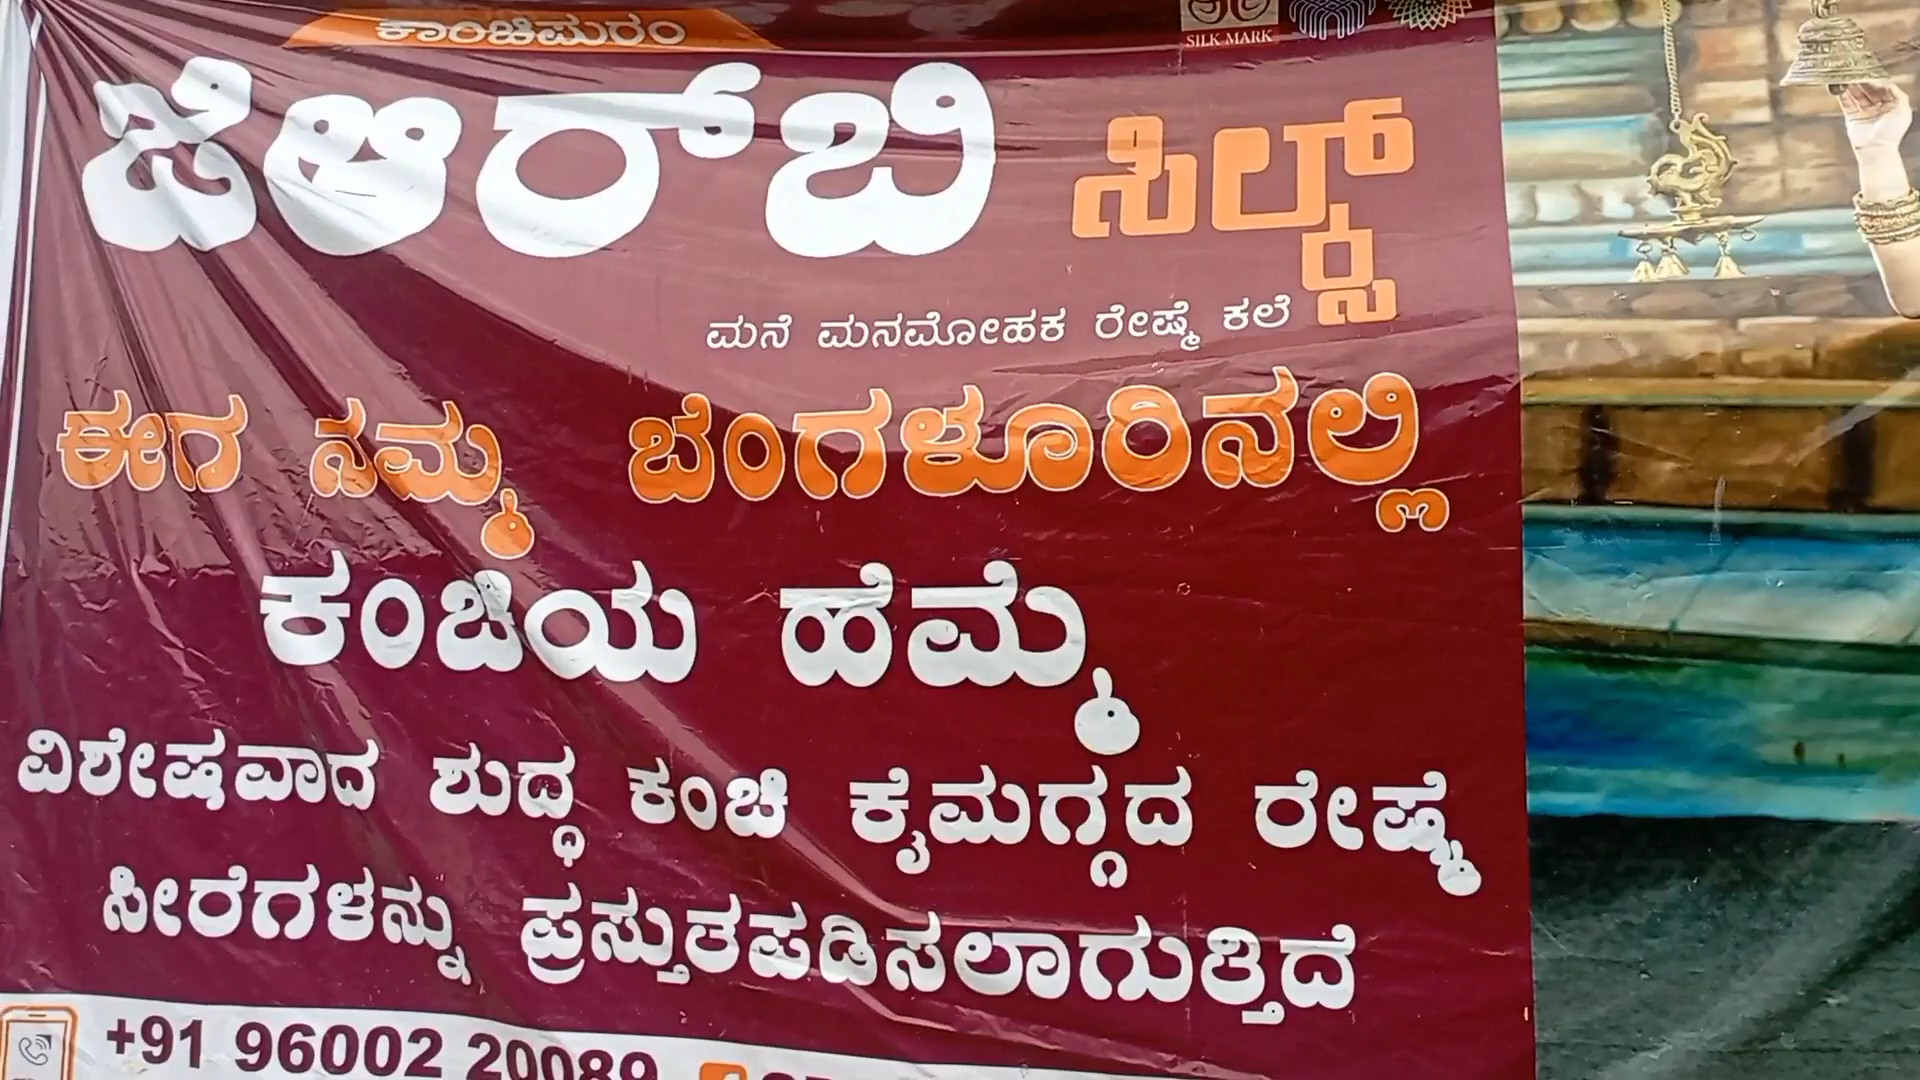 ಕಾಂಚಿಪುರಂ
SILK MARK
ಜೆಆರ್‌ಬಿ ಸಿಲ್ಕ್ಸ್
ಮನೆ ಮನಮೋಹಕ ರೇಷ್ಮೆ ಕಲೆ
ಈಗ ನಮ್ಮ ಬೆಂಗಳೂರಿನಲ್ಲಿ
ಕಂಚಿಯ ಹೆಮ್ಮೆ
ವಿಶೇಷವಾದ ಶುದ್ಧ ಕಂಚಿ ಕೈಮಗ್ಗದ ರೇಷ್ಮೆ
ಸೀರೆಗಳನ್ನು ಪ್ರಸ್ತುತಪಡಿಸಲಾಗುತ್ತಿದೆ
+91 96002 20089